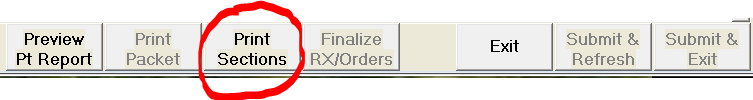 Preview Print Print Finalize Exit Submit & Submit &
Pt Report Packet Sections RX/Orders Refresh Exit